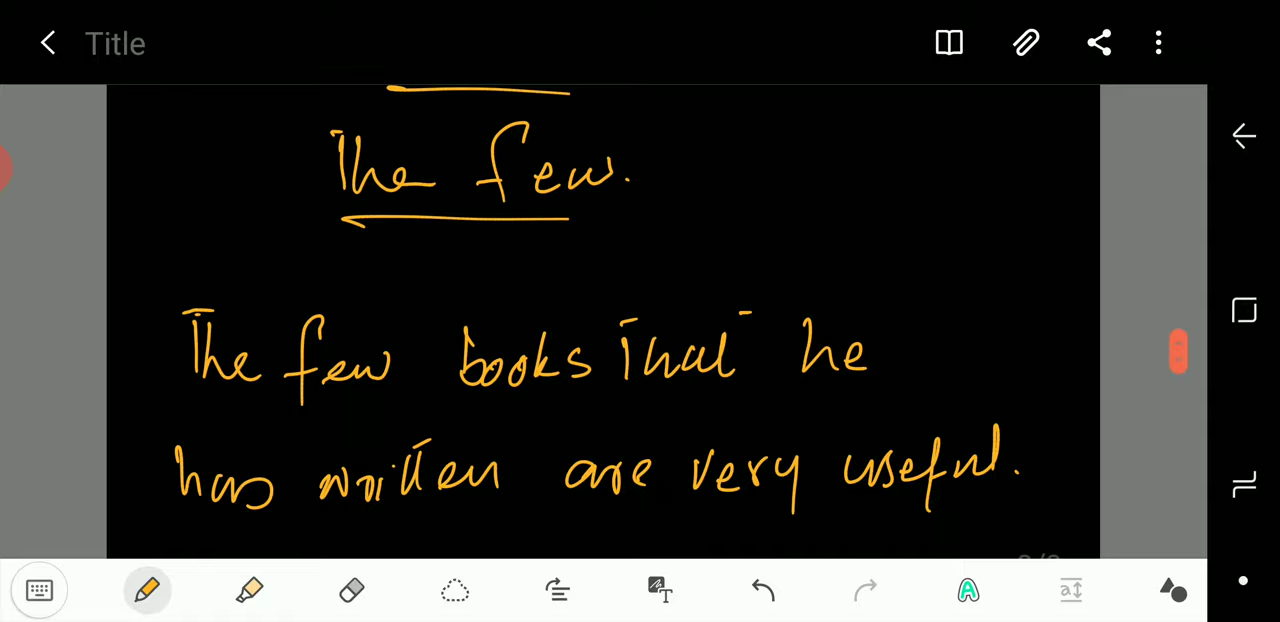 Title
The few.
The few books that he
has written are very useful.